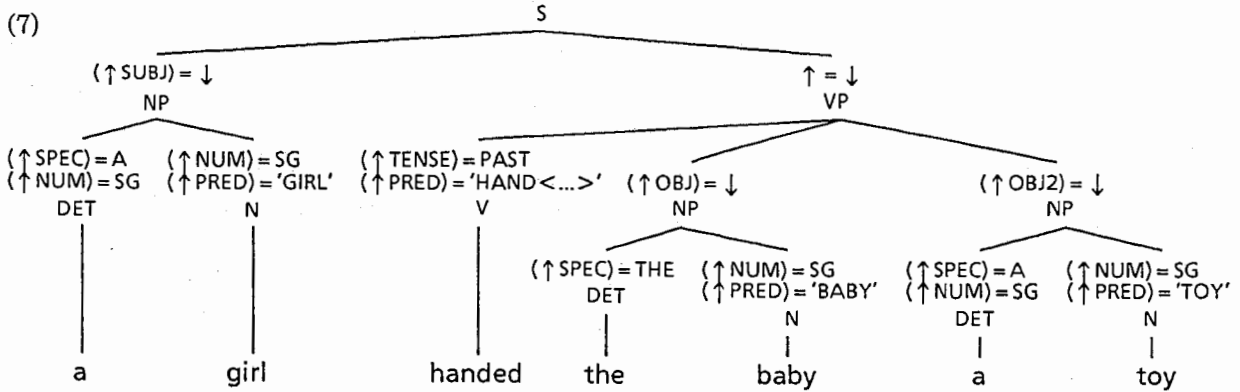 (7)
S
(↑SUBJ) = ↓ ↑ = ↓
NP VP
(↑SPEC) = A (↑NUM) = SG (↑TENSE) = PAST
(↑NUM) = SG (↑PRED) = 'GIRL' (↑PRED) = 'HAND<...>' (↑OBJ) = ↓ (↑OBJ2) = ↓
DET N V NP NP
(↑SPEC) = THE (↑NUM) = SG (↑SPEC) = A (↑NUM) = SG
DET (↑PRED) = 'BABY' (↑NUM) = SG (↑PRED) = 'TOY'
N DET N
a girl handed the baby a toy